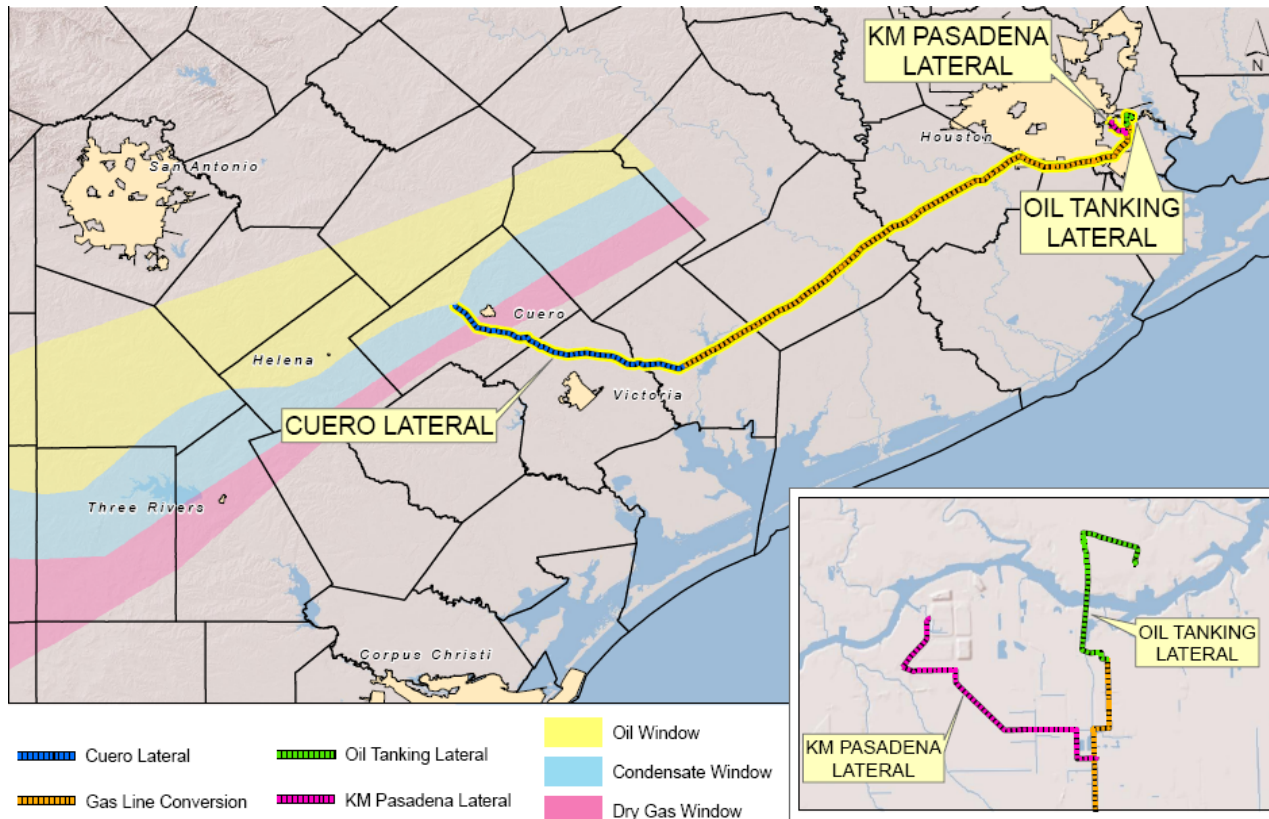 KM PASADENA
LATERAL
N
Houston
San Antonio
OIL TANKING
LATERAL
Cuero
Helena
Victoria
CUERO LATERAL
Three Rivers
Corpus Christi
OIL TANKING
LATERAL
KM PASADENA
LATERAL
Cuero Lateral
Oil Tanking Lateral
Oil Window
Condensate Window
Gas Line Conversion
KM Pasadena Lateral
Dry Gas Window